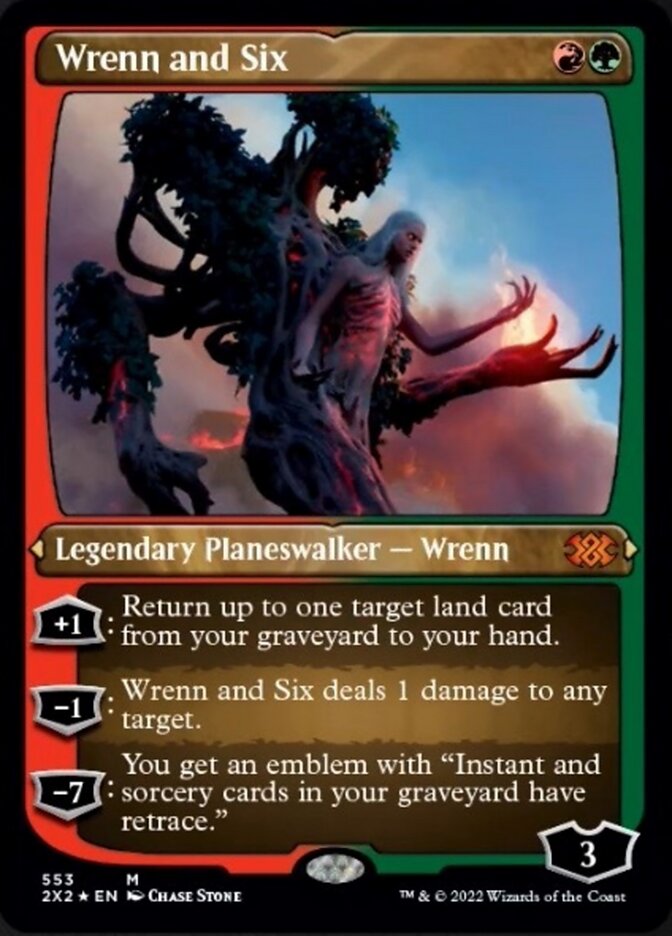 Wrenn and Six
Legendary Planeswalker — Wrenn
+1: Return up to one target land card
from your graveyard to your hand.
−1: Wrenn and Six deals 1 damage to any
target.
−7: You get an emblem with “Instant and
sorcery cards in your graveyard have
retrace.”
3
553 M
2X2 ★ EN Chase Stone
™ & © 2022 Wizards of the Coast